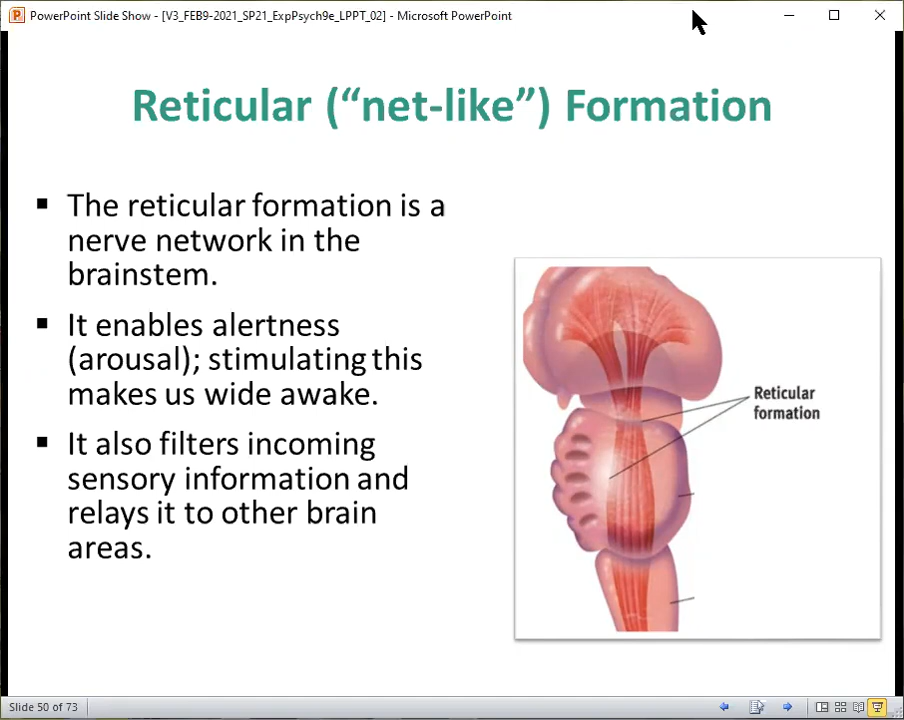 PowerPoint Slide Show - [V3_FEB9-2021_SP21_ExpPsych9e_LPPT_02] - Microsoft PowerPoint
Reticular (“net-like”) Formation
▪ The reticular formation is a
nerve network in the
brainstem.
▪ It enables alertness
(arousal); stimulating this
makes us wide awake.
▪ It also filters incoming
sensory information and
relays it to other brain
areas.
Reticular
formation
Slide 50 of 73